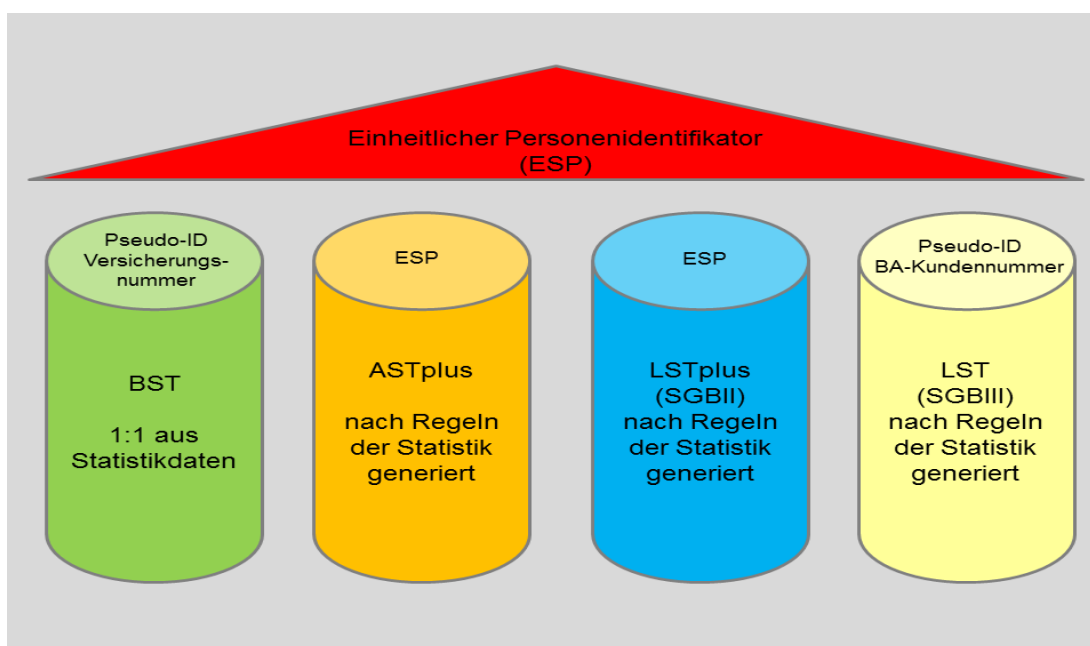 Einheitlicher Personenidentifikator
(ESP)
Pseudo-ID
Versicherungs-
nummer
BST
1:1 aus
Statistikdaten
ESP
ASTplus
nach Regeln
der Statistik
generiert
ESP
LSTplus
(SGBII)
nach Regeln
der Statistik
generiert
Pseudo-ID
BA-Kundennummer
LST
(SGBIII)
nach Regeln
der Statistik
generiert